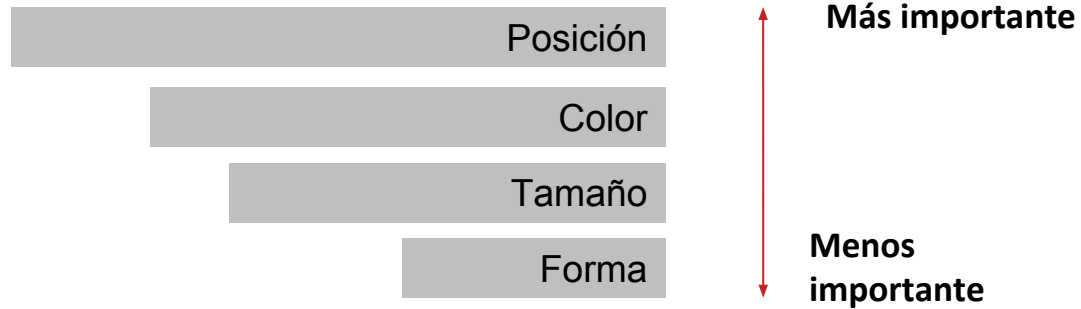 Posición
Más importante
Color
Tamaño
Forma
Menos
importante